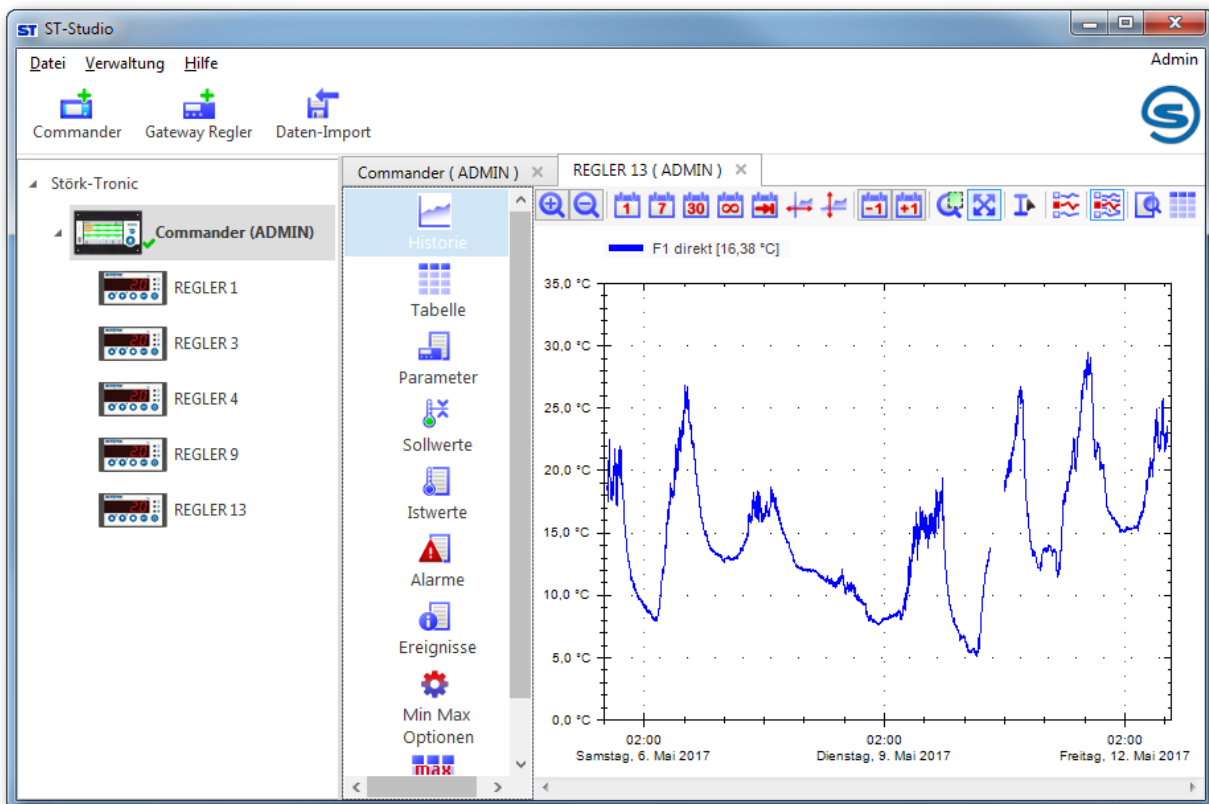 ST ST-Studio
Datei Verwaltung Hilfe
Admin
Commander Gateway Regler Daten-Import
S
Störk-Tronic
Commander (ADMIN)
REGLER 1
REGLER 3
REGLER 4
REGLER 9
REGLER 13
Commander ( ADMIN )
REGLER 13 ( ADMIN )
Historie
Tabelle
Parameter
Sollwerte
Istwerte
Alarme
Ereignisse
Min Max
Optionen
max
1 7 30 ∞ -1 +1
F1 direkt [16,38 °C]
35,0 °C
30,0 °C
25,0 °C
20,0 °C
15,0 °C
10,0 °C
5,0 °C
0,0 °C
02:00 02:00 02:00
Samstag, 6. Mai 2017 Dienstag, 9. Mai 2017 Freitag, 12. Mai 2017